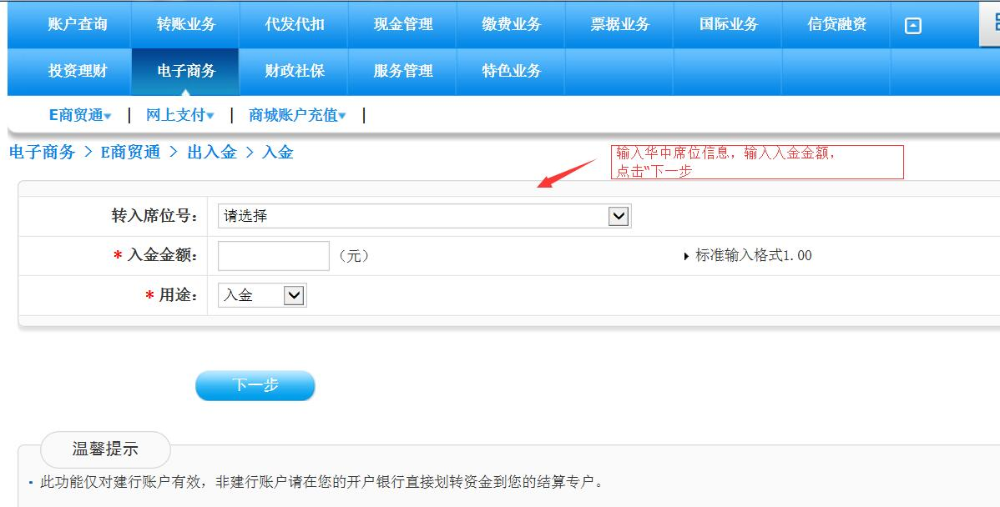 账户查询 转账业务 代发代扣 现金管理 缴费业务 票据业务 国际业务 信贷融资
投资理财 电子商务 财政社保 服务管理 特色业务
E商贸通 | 网上支付 | 商城账户充值 |
电子商务 > E商贸通 > 出入金 > 入金
输入华中席位信息，输入入金金额，
点击“下一步
转入席位号： 请选择
* 入金金额： （元） 标准输入格式1.00
* 用途： 入金
下一步
温馨提示
· 此功能仅对建行账户有效，非建行账户请在您的开户银行直接划转资金到您的结算专户。